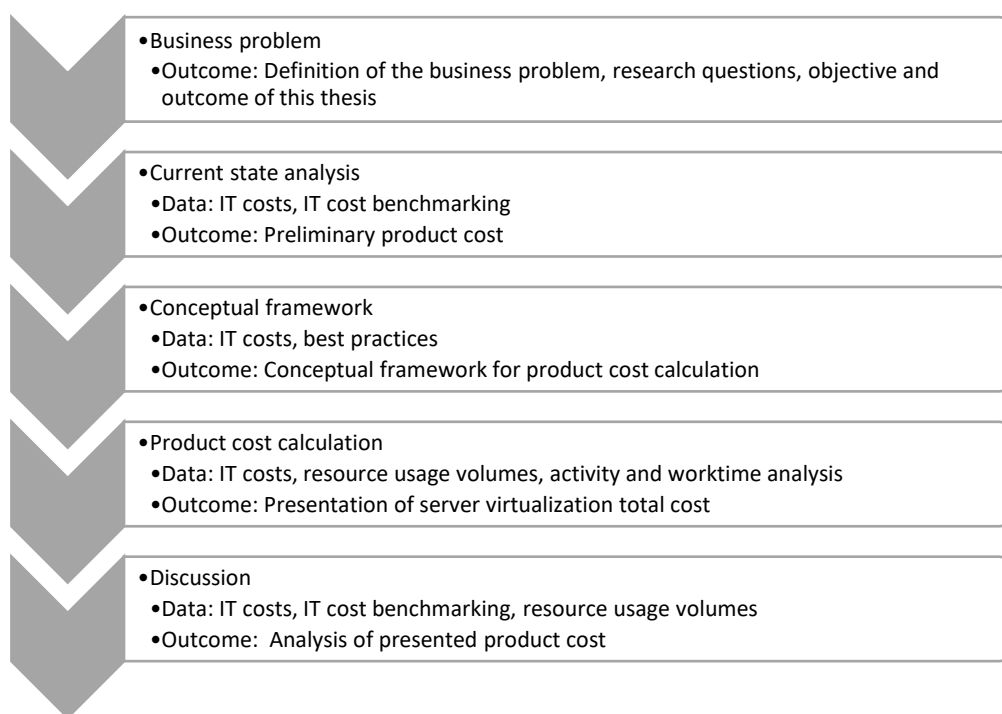 •Business problem
•Outcome: Definition of the business problem, research questions, objective and
outcome of this thesis
•Current state analysis
•Data: IT costs, IT cost benchmarking
•Outcome: Preliminary product cost
•Conceptual framework
•Data: IT costs, best practices
•Outcome: Conceptual framework for product cost calculation
•Product cost calculation
•Data: IT costs, resource usage volumes, activity and worktime analysis
•Outcome: Presentation of server virtualization total cost
•Discussion
•Data: IT costs, IT cost benchmarking, resource usage volumes
•Outcome:  Analysis of presented product cost